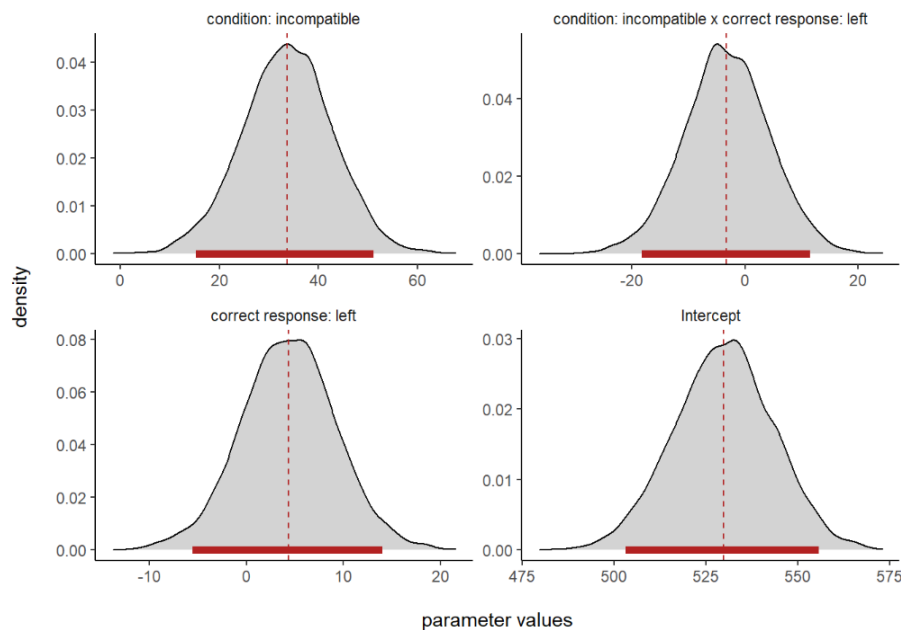 condition: incompatible
condition: incompatible x correct response: left
0.04
0.03
0.02
0.01
0.00
0 20 40 60
0.04
0.02
0.00
-20 0 20
density
correct response: left
Intercept
0.08
0.06
0.04
0.02
0.00
-10 0 10 20
0.03
0.02
0.01
0.00
475 500 525 550 575
parameter values